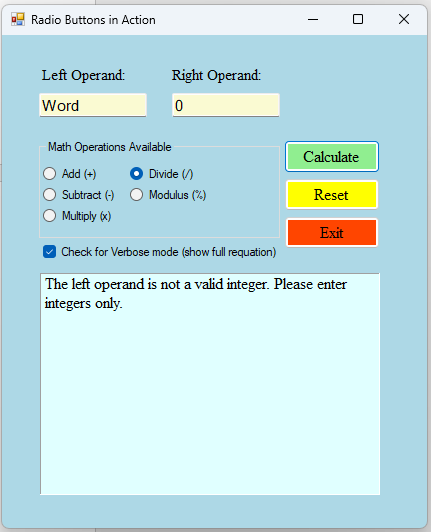 Radio Buttons in Action
Left Operand: Right Operand:
Word 0
Math Operations Available
Add (+) Divide (/)
Subtract (-) Modulus (%)
Multiply (x)
Calculate
Reset
Exit
Check for Verbose mode (show full requation)
The left operand is not a valid integer. Please enter
integers only.